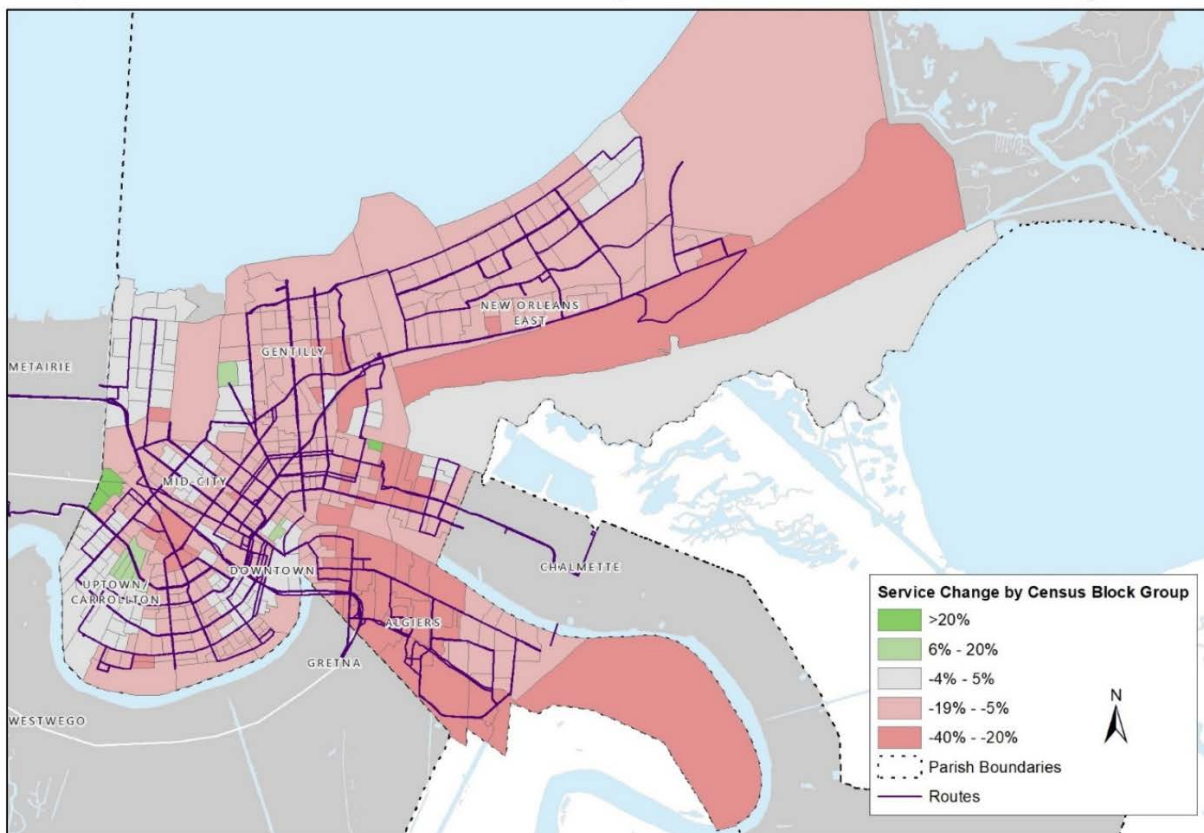 METAIRIE
GENTILLY
NEW ORLEANS
EAST
MID-CITY
DOWNTOWN
UPTOWN/
CARROLLTON
CHALMETTE
ALGIERS
GRETNA
WESTWEGO
Service Change by Census Block Group
>20%
6% - 20%
-4% - 5%
-19% - -5%
-40% - -20%
Parish Boundaries
Routes
N